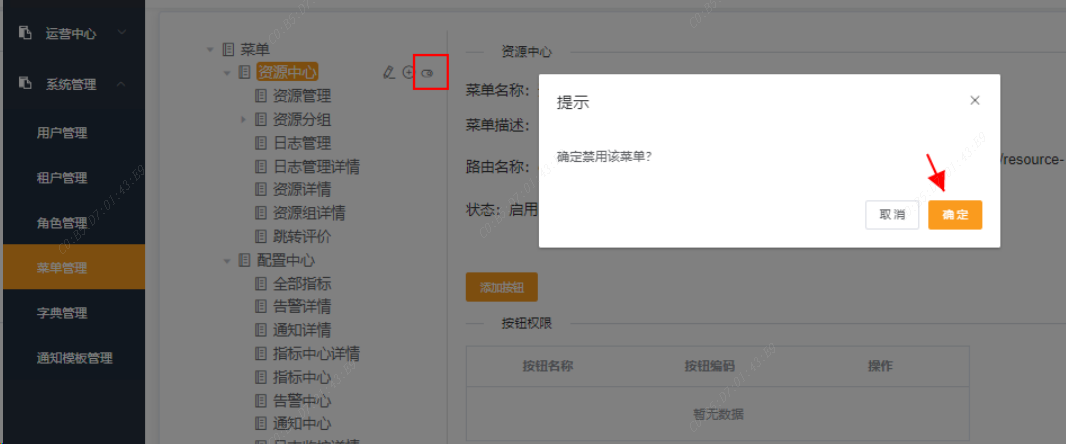 运营中心
系统管理
用户管理
租户管理
角色管理
菜单管理
字典管理
通知模板管理
菜单
资源中心
资源管理
资源分组
日志管理
日志管理详情
资源详情
资源组详情
跳转评价
配置中心
全部指标
告警详情
通知详情
指标中心详情
指标中心
告警中心
通知中心
资源中心
菜单名称:
菜单描述:
路由名称:
/resource-
状态: 启用
提示
确定禁用该菜单?
取消
确定
添加按钮
按钮权限
按钮名称 按钮编码 操作
暂无数据
C0:B5:07:01:43:B9